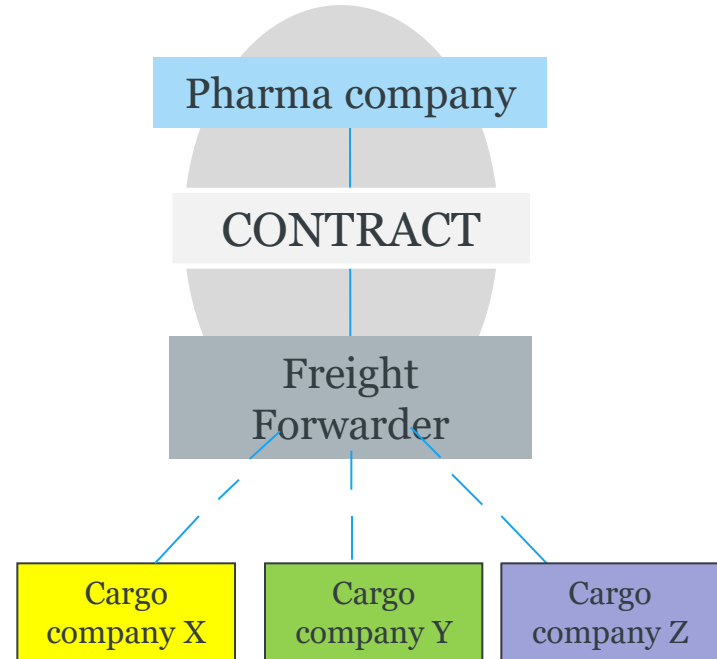 Pharma company
CONTRACT
Freight
Forwarder
Cargo
company X
Cargo
company Y
Cargo
company Z